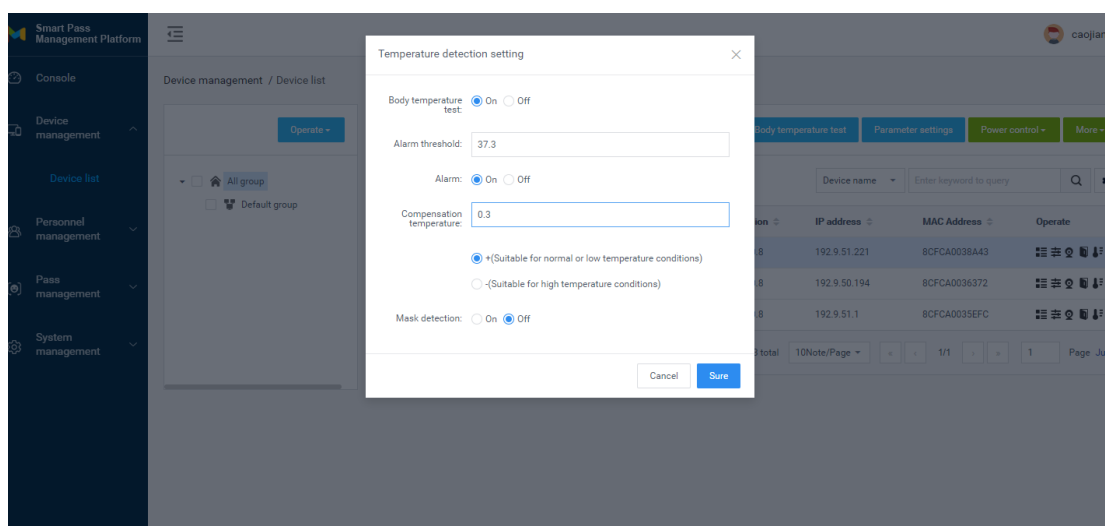 Smart Pass
Management Platform
caojian
Console
Device management / Device list
Device
management
Device list
Personnel
management
Pass
management
System
management
Operate
All group
Default group
Temperature detection setting
Body temperature
test:
On
Off
Alarm threshold:
37.3
Alarm:
On
Off
Compensation
temperature:
0.3
+(Suitable for normal or low temperature conditions)
-(Suitable for high temperature conditions)
Mask detection:
On
Off
Cancel
Sure
Body temperature test
Parameter settings
Power control
More
Device name
Enter keyword to query
IP address
MAC Address
Operate
.8
192.9.51.221
8CFCA0038A43
.8
192.9.50.194
8CFCA0036372
.8
192.9.51.1
8CFCA0035EFC
total
10Note/Page
«
‹
1/1
›
»
1
Page